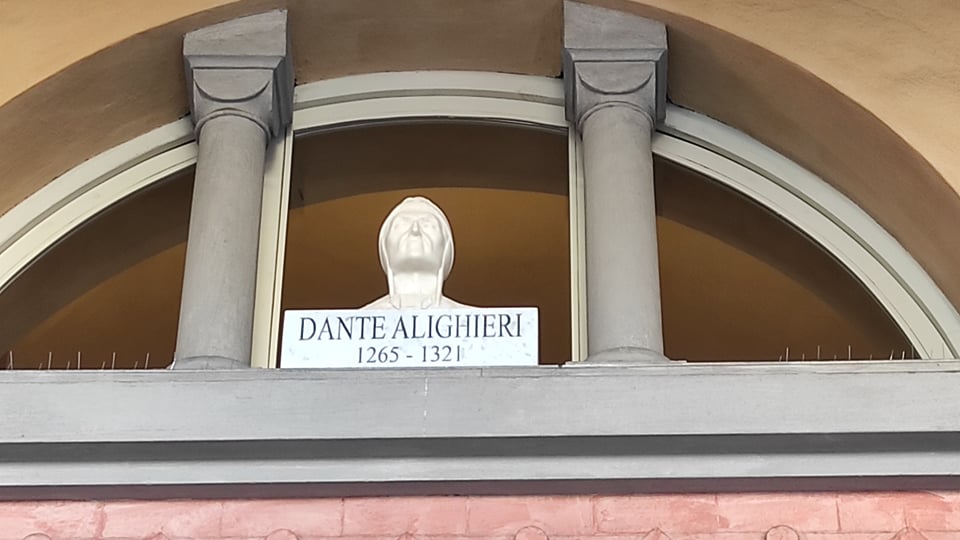 DANTE ALIGHIERI
1265 - 1321